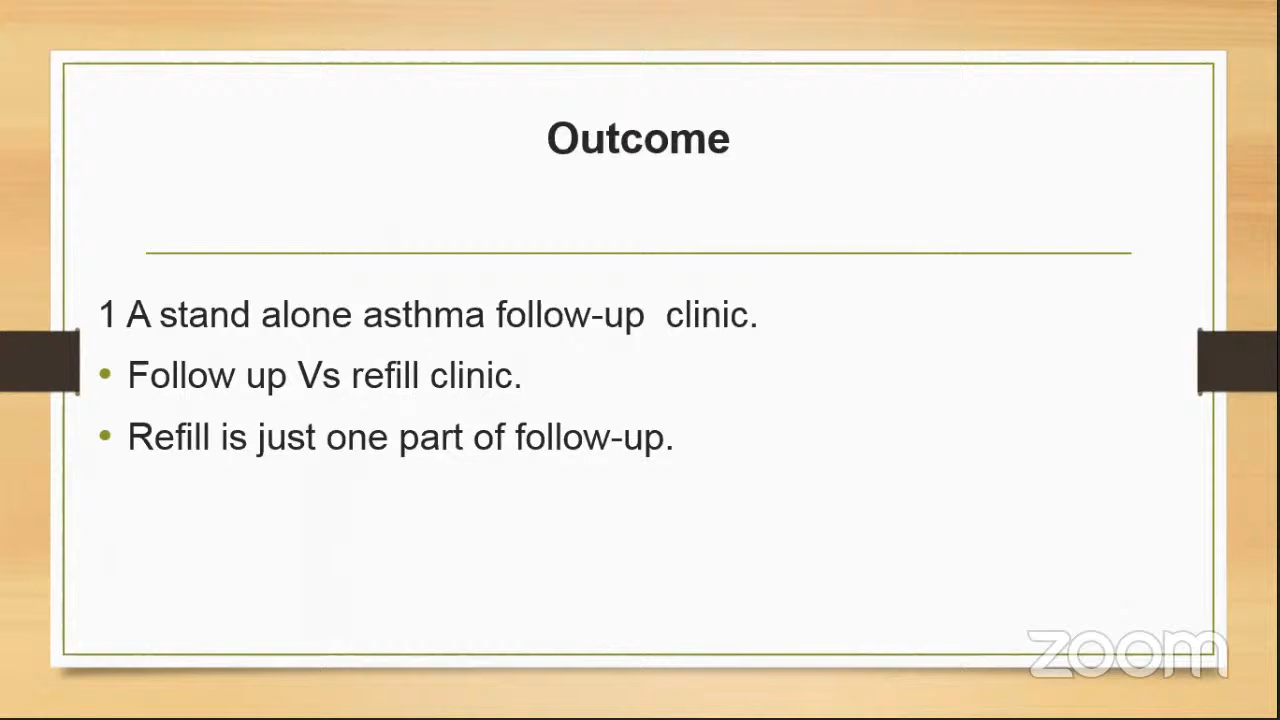 Outcome
1 A stand alone asthma follow-up  clinic.
• Follow up Vs refill clinic.
• Refill is just one part of follow-up.
zoom